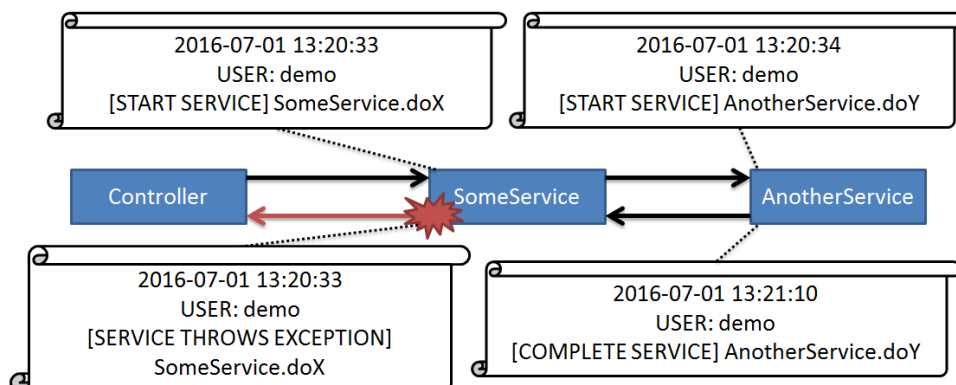 2016-07-01 13:20:33
USER: demo
[START SERVICE] SomeService.doX
2016-07-01 13:20:34
USER: demo
[START SERVICE] AnotherService.doY
Controller
SomeService
AnotherService
2016-07-01 13:20:33
USER: demo
[SERVICE THROWS EXCEPTION]
SomeService.doX
2016-07-01 13:21:10
USER: demo
[COMPLETE SERVICE] AnotherService.doY